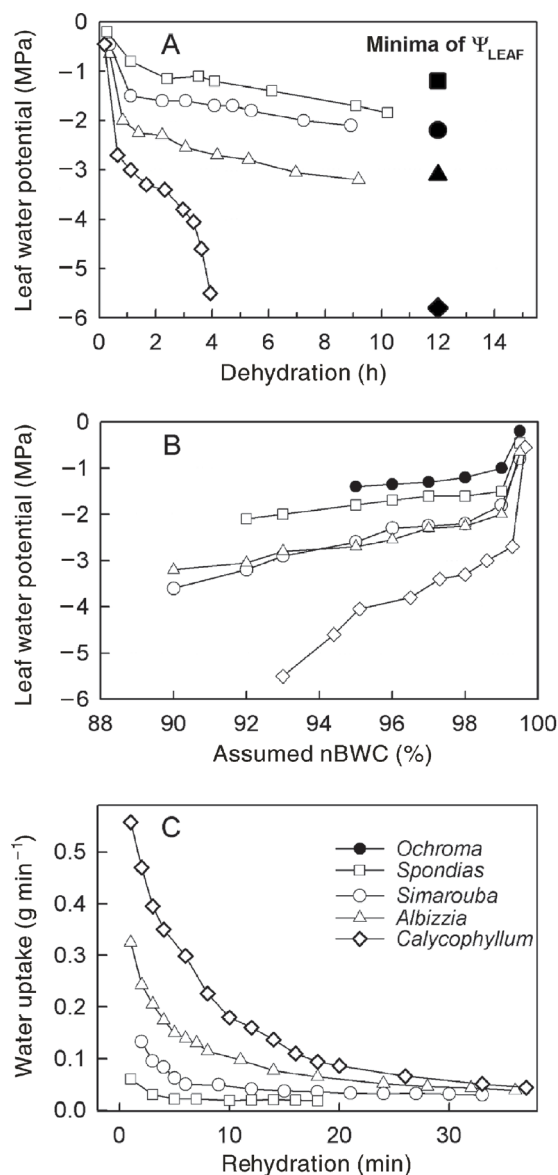 A
Minima of Ψ_LEAF
Leaf water potential (MPa)
0
−1
−2
−3
−4
−5
−6
0 2 4 6 8 10 12 14
Dehydration (h)
B
Leaf water potential (MPa)
0
−1
−2
−3
−4
−5
−6
88 90 92 94 96 98 100
Assumed nBWC (%)
C
Ochroma
Spondias
Simarouba
Albizzia
Calycophyllum
Water uptake (g min⁻¹)
0.5
0.4
0.3
0.2
0.1
0.0
0 10 20 30
Rehydration (min)